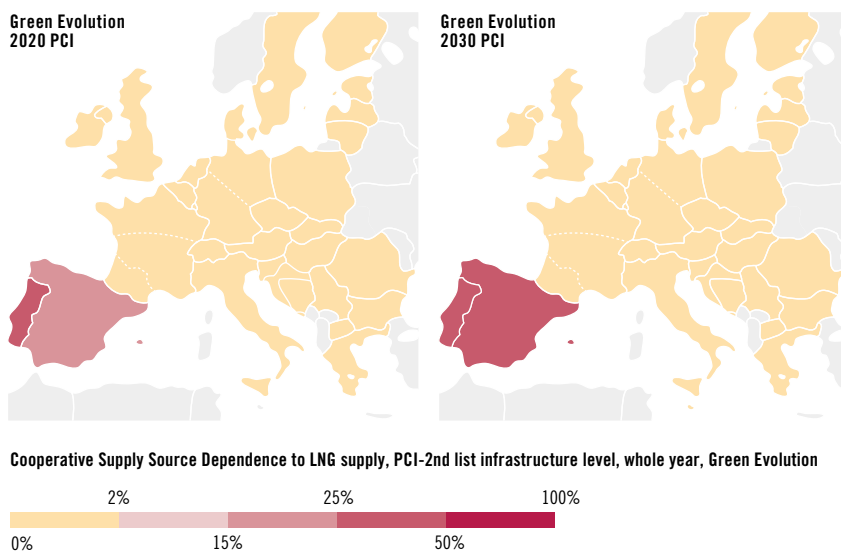 Green Evolution
2020 PCI
Green Evolution
2030 PCI
Cooperative Supply Source Dependence to LNG supply, PCI-2nd list infrastructure level, whole year, Green Evolution
2% 25% 100%
0% 15% 50%